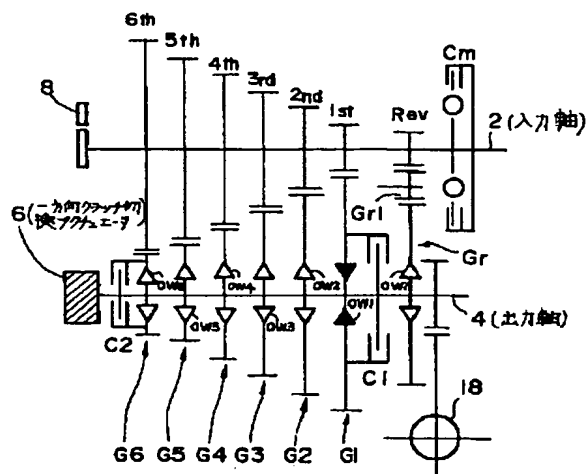 6th
5th
4th
3rd
2nd
1st
Rev
Cm
8
2(入力軸)
6(一方向クラッチ切
換アクチュエータ)
Gr1
Gr
OW6
OW5
OW4
OW3
OW2
OW1
OW7
4(出力軸)
C2
C1
18
G6
G5
G4
G3
G2
G1